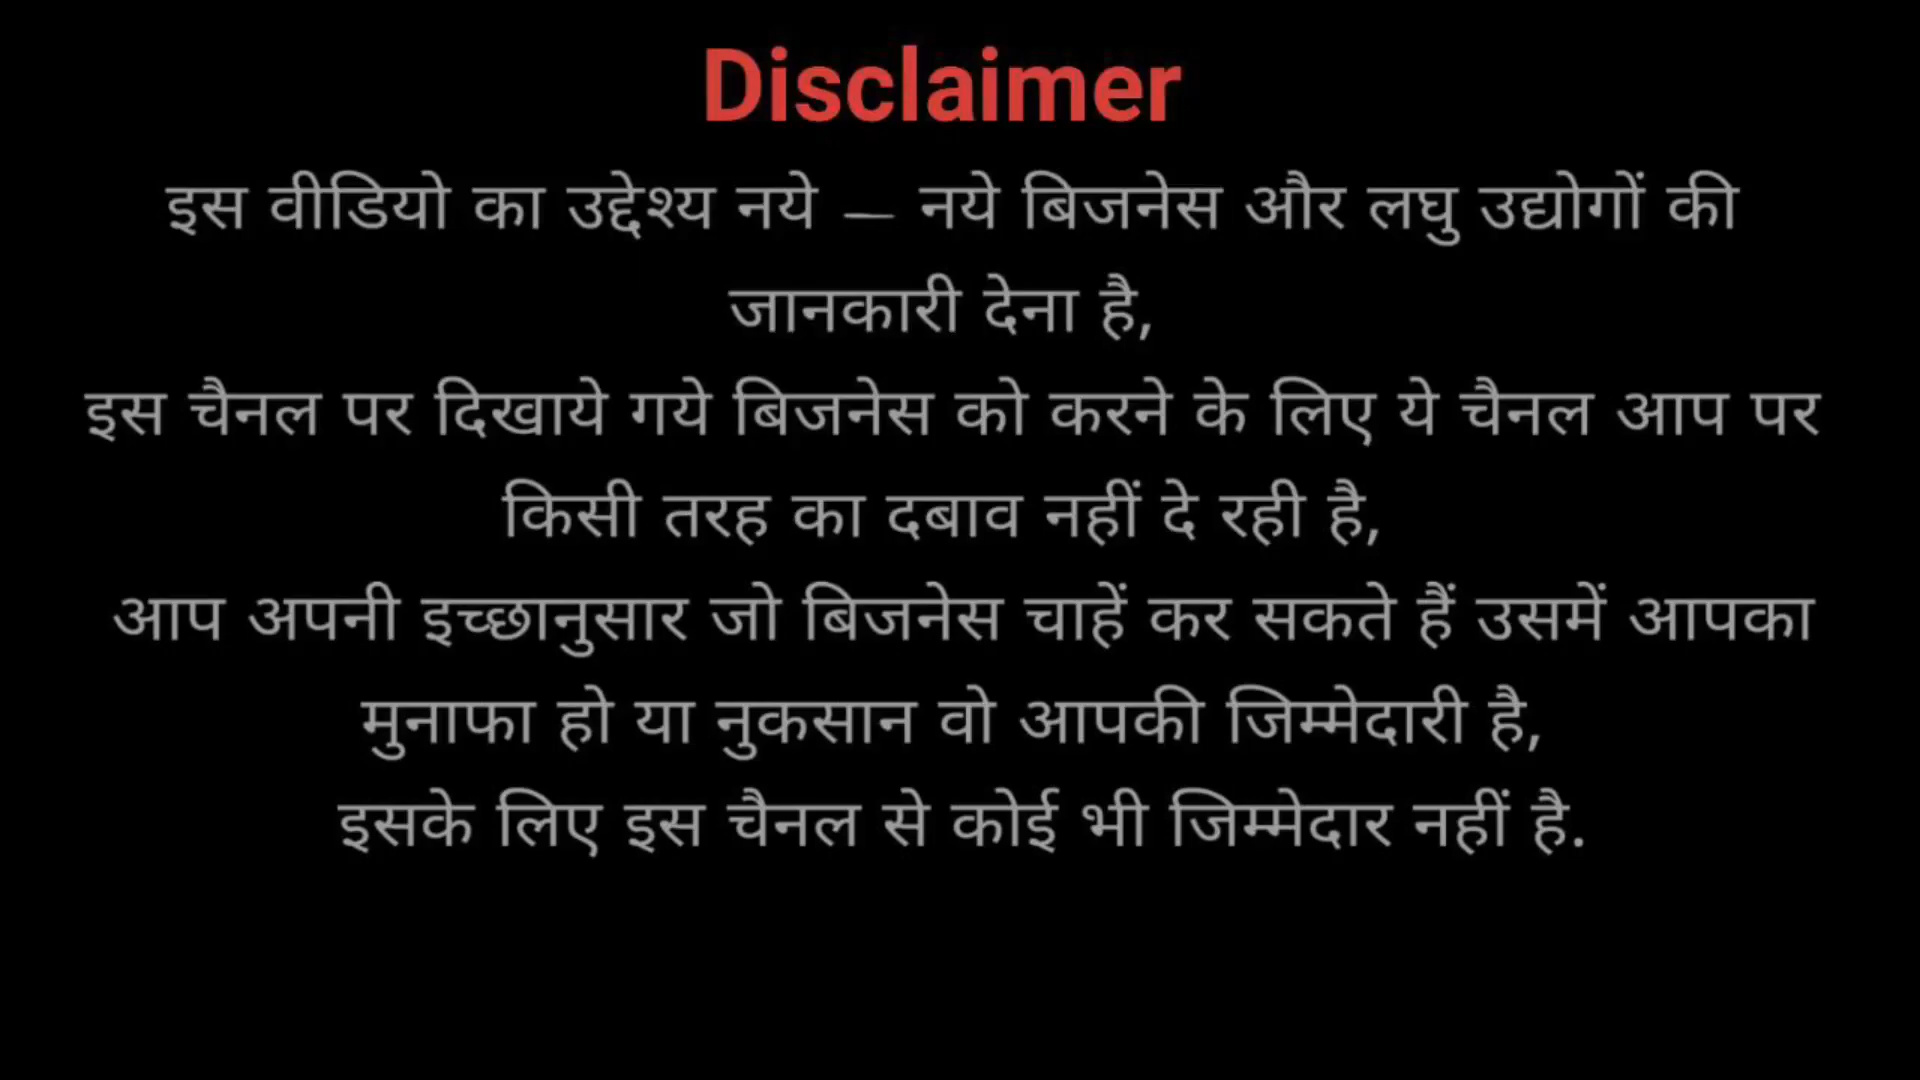 Disclaimer
इस वीडियो का उद्देश्य नये – नये बिजनेस और लघु उद्योगों की
जानकारी देना है,
इस चैनल पर दिखाये गये बिजनेस को करने के लिए ये चैनल आप पर
किसी तरह का दबाव नहीं दे रही है,
आप अपनी इच्छानुसार जो बिजनेस चाहें कर सकते हैं उसमें आपका
मुनाफा हो या नुकसान वो आपकी जिम्मेदारी है,
इसके लिए इस चैनल से कोई भी जिम्मेदार नहीं है.